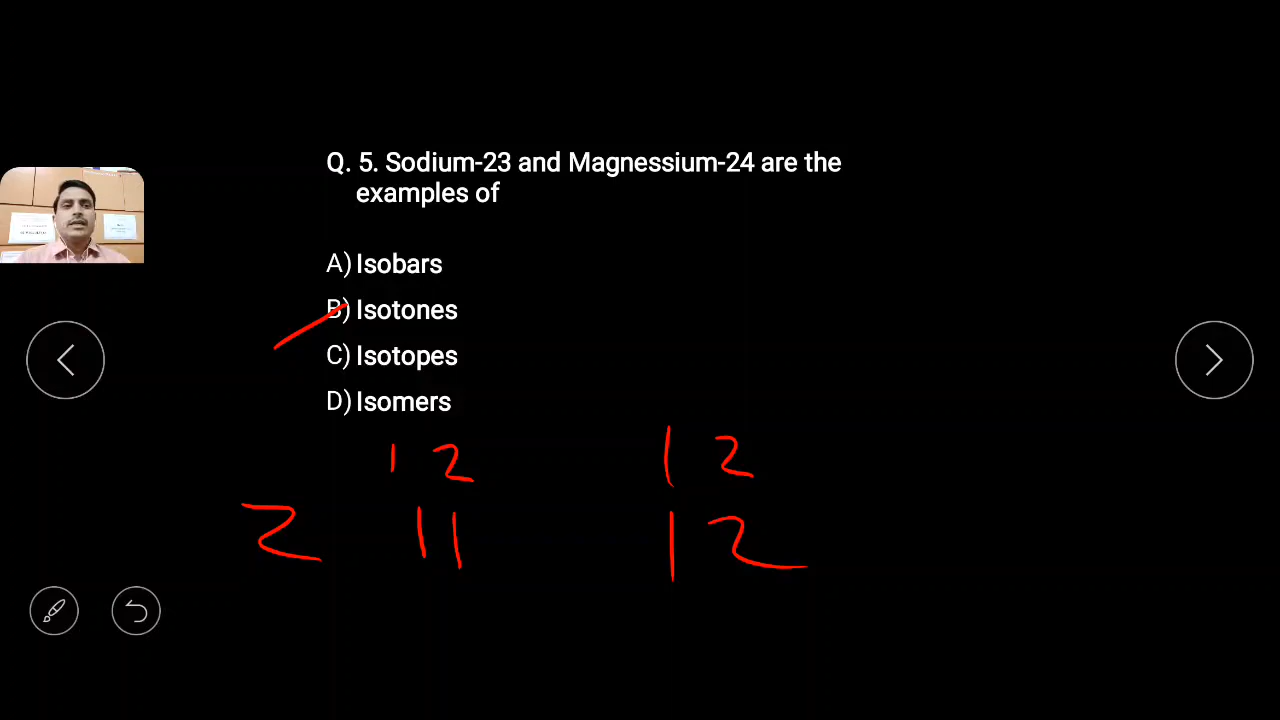 Q. 5. Sodium-23 and Magnessium-24 are the
examples of
A) Isobars
B) Isotones
C) Isotopes
D) Isomers
12 12
Z 11 12